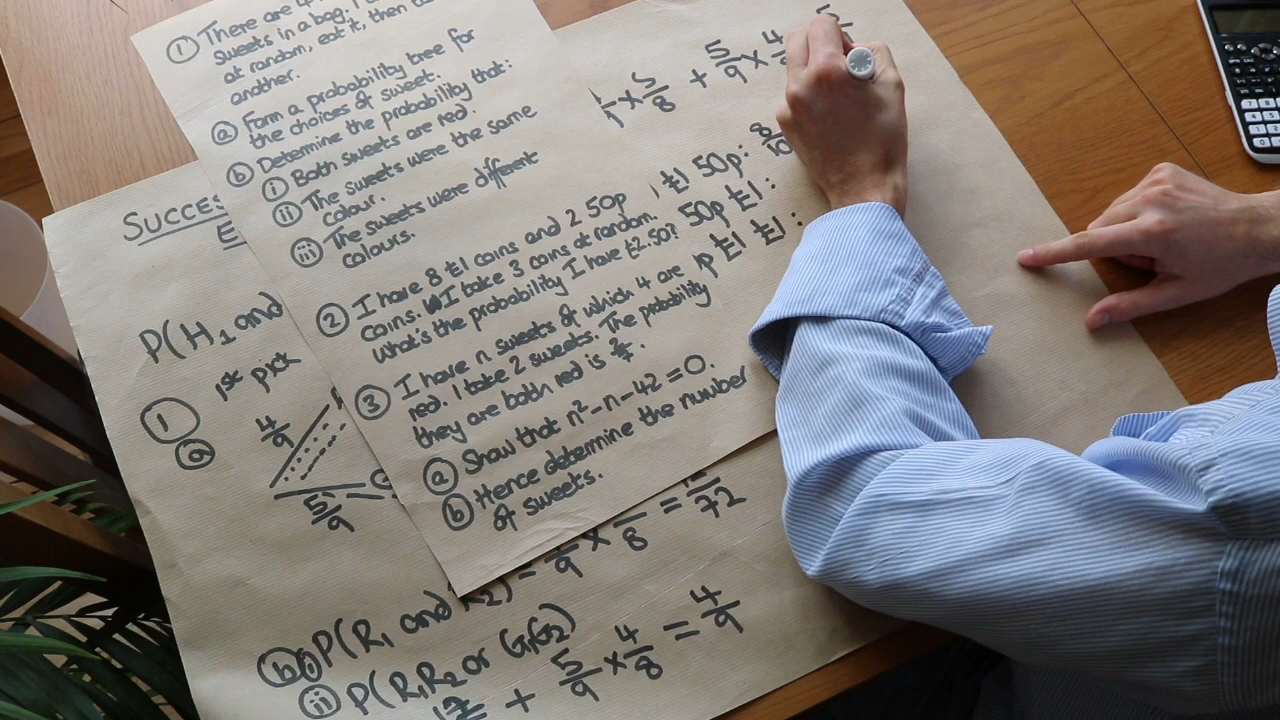 ① There are 4
sweets in a bag. I
at random, eat it, then
another.
ⓐ Form a probability tree for
the choices of sweet.
ⓑ Determine the probability that:
ⓘ Both sweets are red.
ⓘⓘ The sweets were the same
colour.
ⓘⓘⓘ The sweets were different
colours.
② I have 8 £1 coins and 2 50p
coins. I take 3 coins at random.
What's the probability I have £2.50?
③ I have n sweets of which 4 are
red. I take 2 sweets. The probability
they are both red is 2/7.
ⓐ Show that n²-n-42=0.
ⓑ Hence determine the number
of sweets.
SUCCES
E
P(H₁ and
1st pick
①
ⓐ
4/9
5/9
× 5/8 + 5/9 × 4
£1 50p: 8/10
50p £1:
p £1 £1:
ⓑ ⓘ P(R₁ and R₂) = /9 × /8 = /72
ⓘⓘ P(R₁R₂ or G₁G₂)
+ 5/9 × 4/8 = 4/9